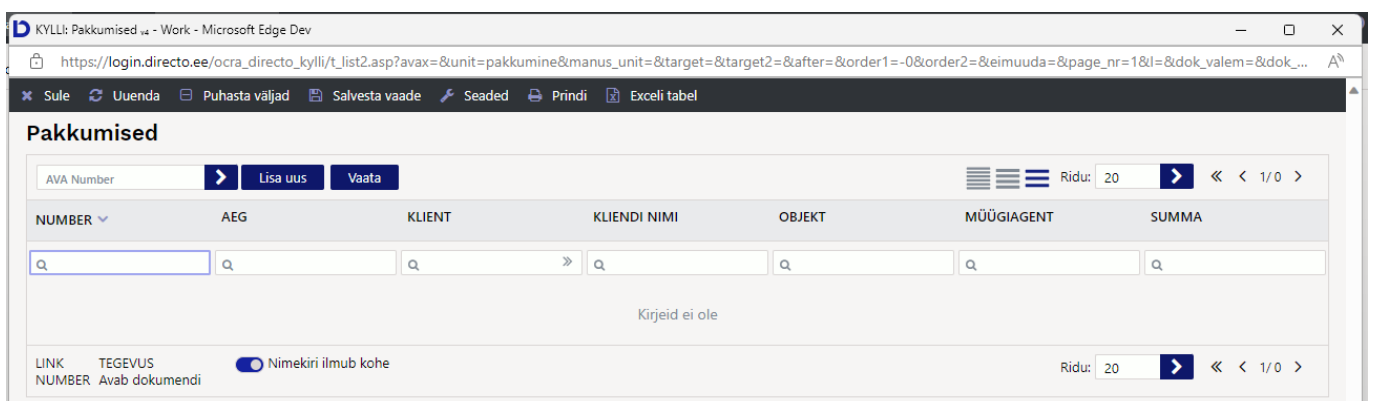 KYLLI: Pakkumised v4 - Work - Microsoft Edge Dev
https://login.directo.ee/ocra_directo_kylli/t_list2.asp?avax=&unit=pakkumine&manus_unit=&target=&target2=&after=&order1=-0&order2=&eimuuda=&page_nr=1&l=&dok_valem=&dok_...
Sule Uuenda Puhasta väljad Salvesta vaade Seaded Prindi Exceli tabel
Pakkumised
AVA Number Lisa uus Vaata Ridu: 20 1/ 0
NUMBER AEG KLIENT KLIENDI NIMI OBJEKT MÜÜGIAGENT SUMMA
Kirjeid ei ole
LINK TEGEVUS Nimekiri ilmub kohe
NUMBER Avab dokumendi Ridu: 20 1/ 0